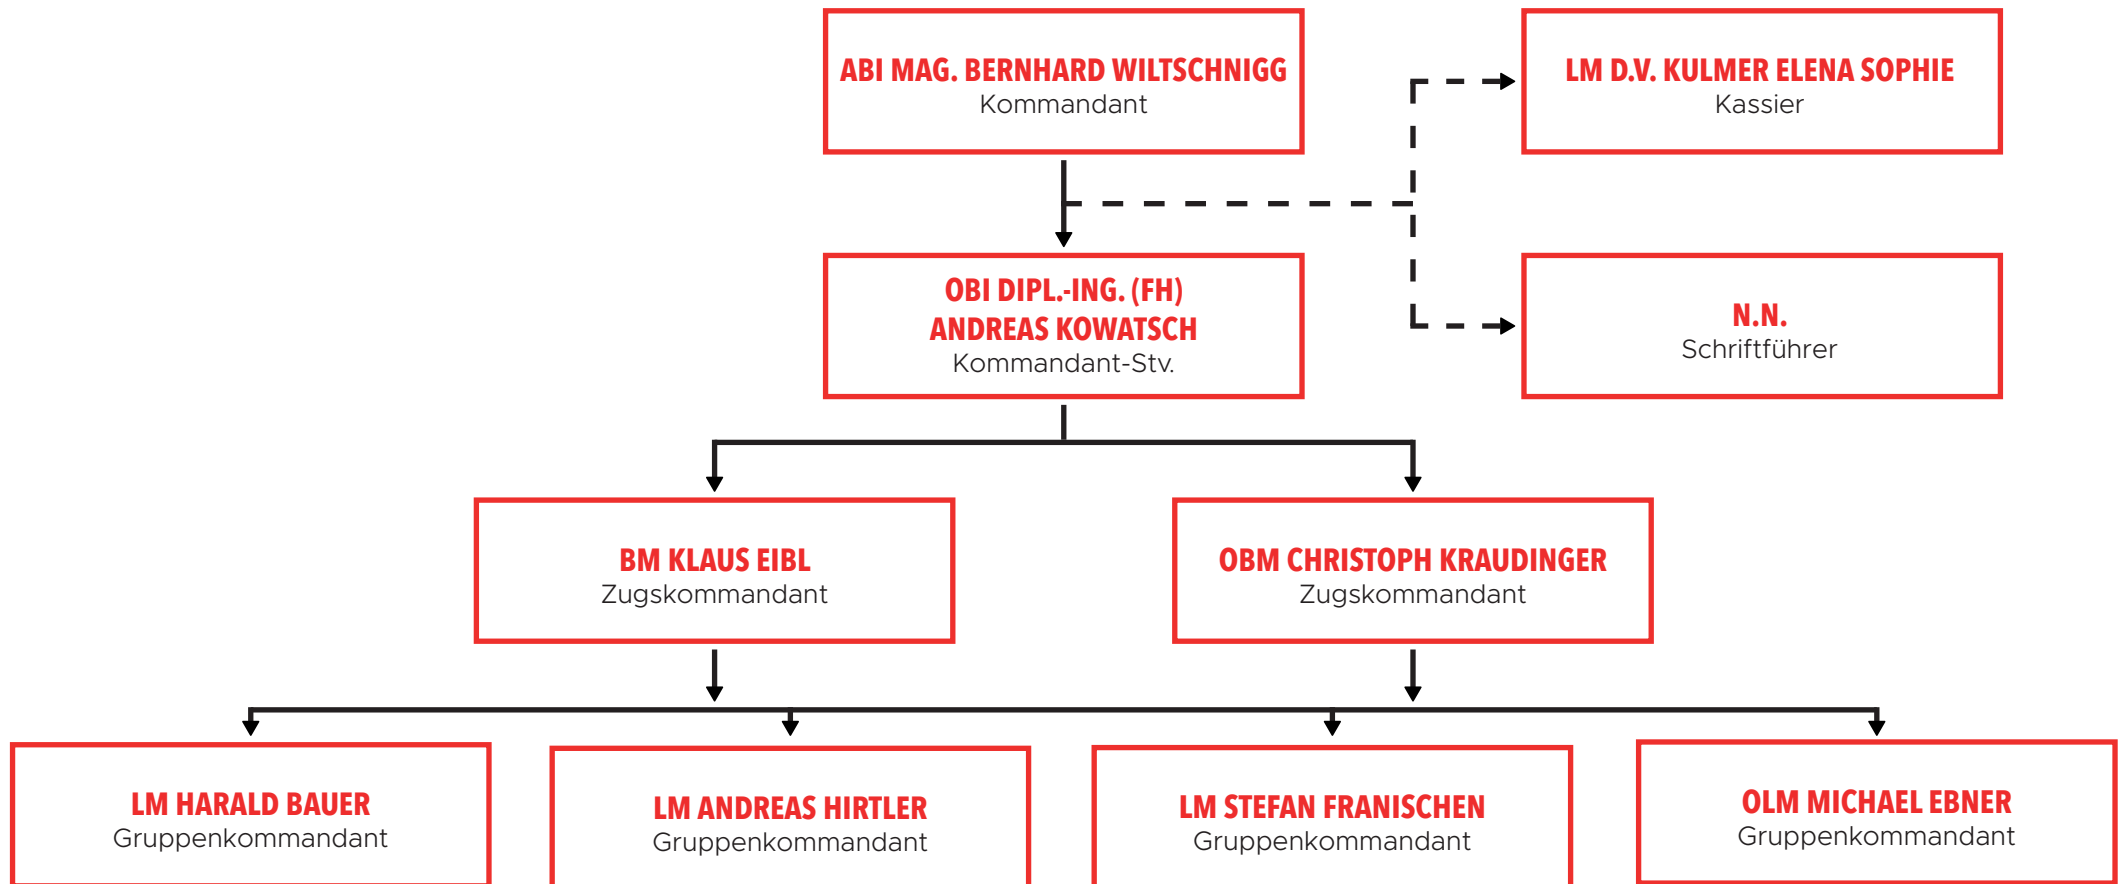 ABI MAG. BERNHARD WILTSCHNIGG
Kommandant
LM D.V. KULMER ELENA SOPHIE
Kassier
OBI DIPL.-ING. (FH)
ANDREAS KOWATSCH
Kommandant-Stv.
N.N.
Schriftführer
BM KLAUS EIBL
Zugskommandant
OBM CHRISTOPH KRAUDINGER
Zugskommandant
LM HARALD BAUER
Gruppenkommandant
LM ANDREAS HIRTLER
Gruppenkommandant
LM STEFAN FRANISCHEN
Gruppenkommandant
OLM MICHAEL EBNER
Gruppenkommandant